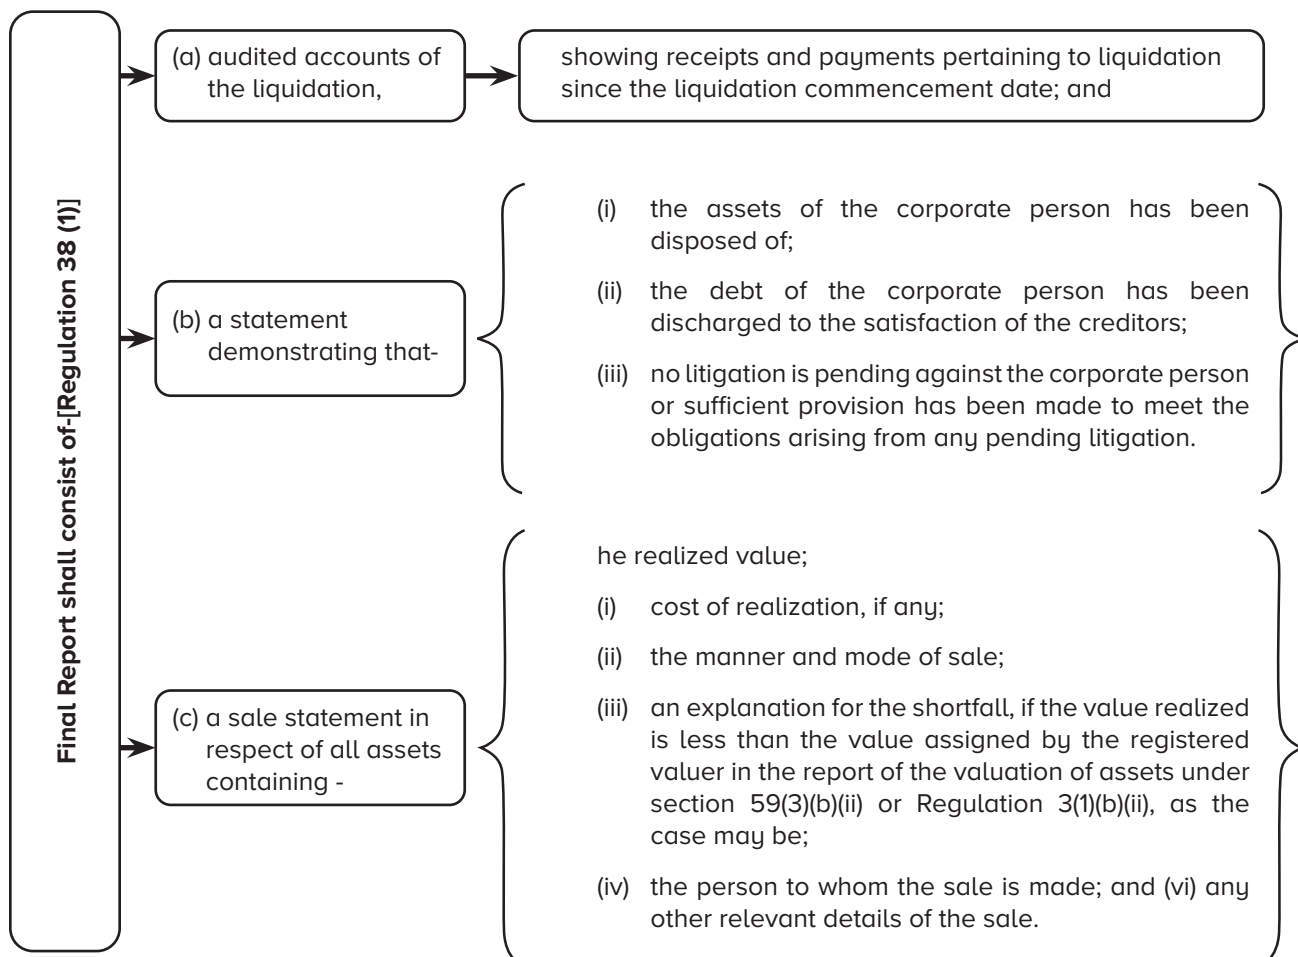 Final Report shall consist of-[Regulation 38 (1)]
(a) audited accounts of
the liquidation,
showing receipts and payments pertaining to liquidation
since the liquidation commencement date; and
(b) a statement
demonstrating that-
(i) the assets of the corporate person has been
disposed of;
(ii) the debt of the corporate person has been
discharged to the satisfaction of the creditors;
(iii) no litigation is pending against the corporate person
or sufficient provision has been made to meet the
obligations arising from any pending litigation.
(c) a sale statement in
respect of all assets
containing -
he realized value;
(i) cost of realization, if any;
(ii) the manner and mode of sale;
(iii) an explanation for the shortfall, if the value realized
is less than the value assigned by the registered
valuer in the report of the valuation of assets under
section 59(3)(b)(ii) or Regulation 3(1)(b)(ii), as the
case may be;
(iv) the person to whom the sale is made; and (vi) any
other relevant details of the sale.